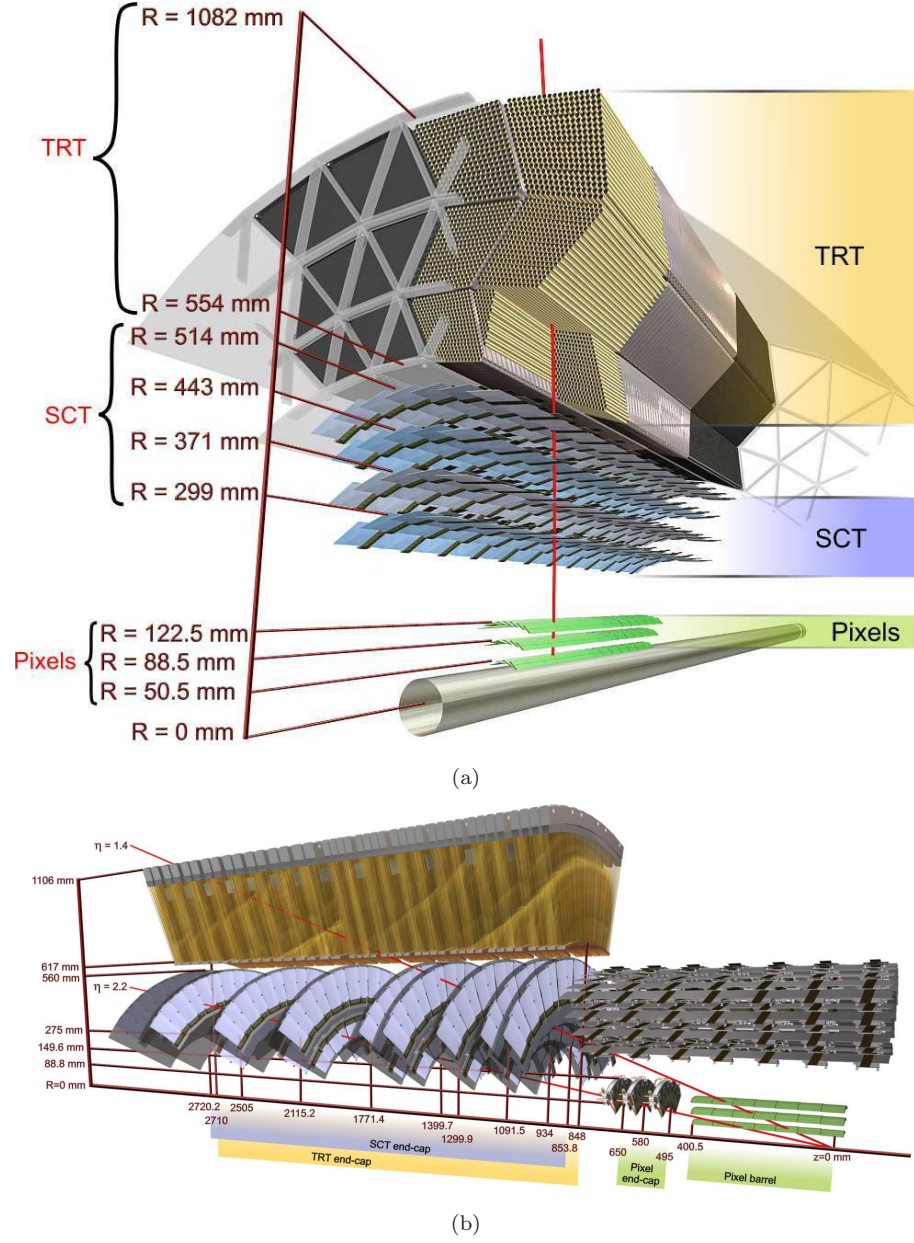 R = 1082 mm
TRT
R = 554 mm
R = 514 mm
SCT
R = 443 mm
R = 371 mm
R = 299 mm
Pixels
R = 122.5 mm
R = 88.5 mm
R = 50.5 mm
R = 0 mm
TRT
SCT
Pixels
(a)
η = 1.4
1106 mm
617 mm
560 mm
η = 2.2
275 mm
149.6 mm
88.8 mm
R=0 mm
2720.2
2710
2505
2115.2
1771.4
1399.7
1299.9
1091.5
934
853.8
848
650
580
495
400.5
z=0 mm
SCT end-cap
TRT end-cap
Pixel
end-cap
Pixel barrel
(b)